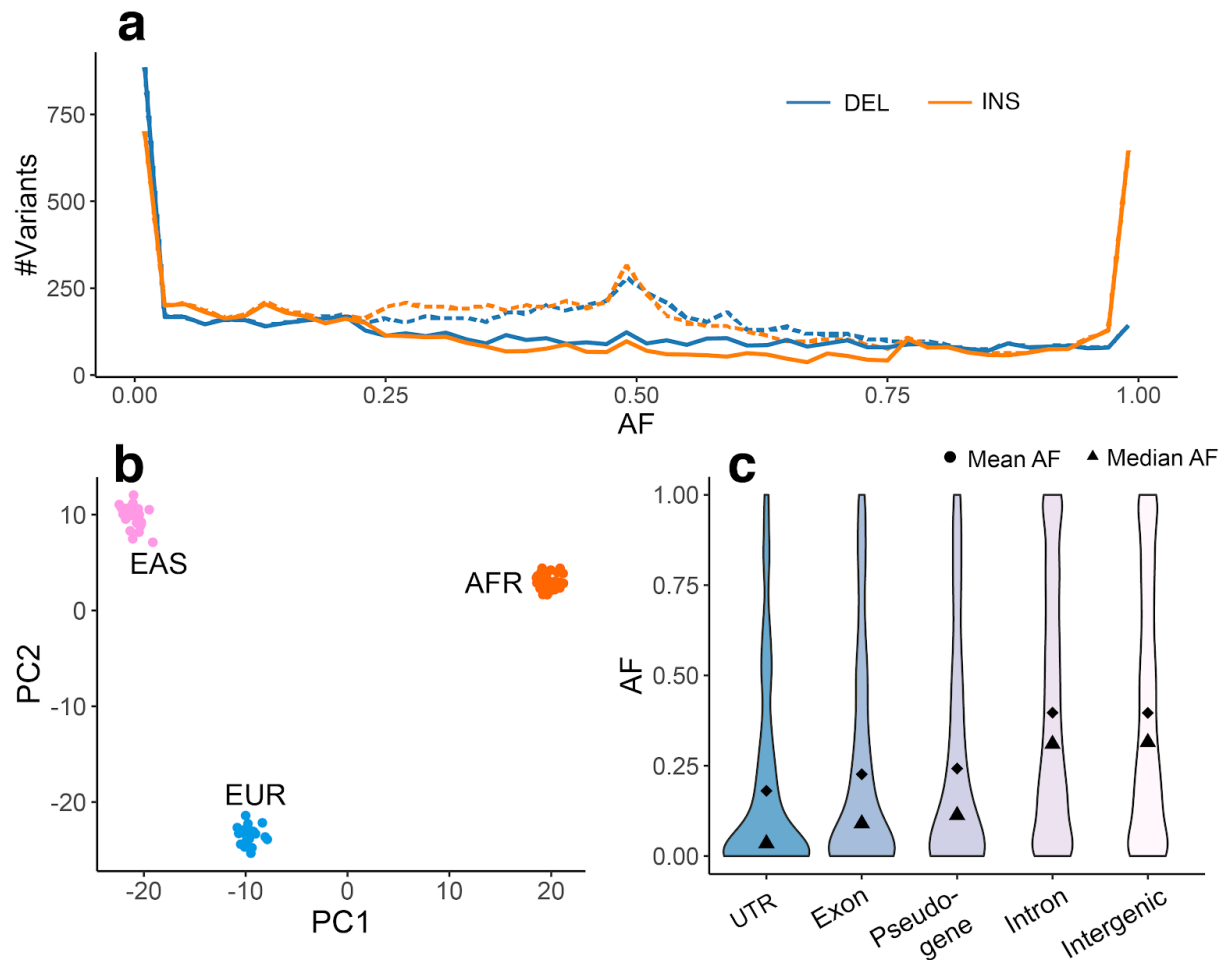 a
DEL
INS
#Variants
750
500
250
0
0.00
0.25
0.50
0.75
1.00
AF
b
EAS
AFR
EUR
PC2
10
0
-10
-20
-20
-10
0
10
20
PC1
c
Mean AF
Median AF
AF
1.00
0.75
0.50
0.25
0.00
UTR
Exon
Pseudo-
gene
Intron
Intergenic